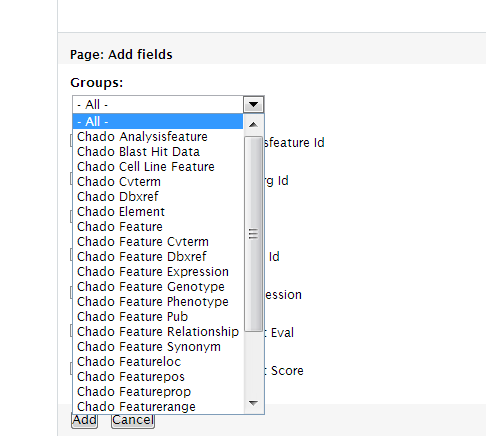 Page: Add fields
Groups:
- All -
- All -
Chado Analysisfeature
Chado Blast Hit Data
Chado Cell Line Feature
Chado Cvterm
Chado Dbxref
Chado Element
Chado Feature
Chado Feature Cvterm
Chado Feature Dbxref
Chado Feature Expression
Chado Feature Genotype
Chado Feature Phenotype
Chado Feature Pub
Chado Feature Relationship
Chado Feature Synonym
Chado Featureloc
Chado Featurepos
Chado Featureprop
Chado Featurerange
sfeature Id
rg Id
Id
ession
t Eval
t Score
Add Cancel